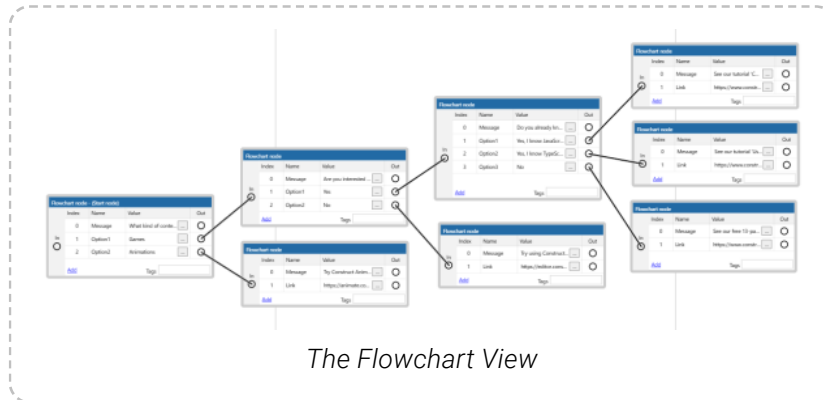 Flowchart node - (Start node)
Index Name Value Out
In
0 Message What kind of conte... ...
1 Option1 Games ...
2 Option2 Animations ...
Add Tags
Flowchart node
Index Name Value Out
In
0 Message Are you interested... ...
1 Option1 Yes ...
2 Option2 No ...
Add Tags
Flowchart node
Index Name Value Out
In
0 Message Try Construct Anim... ...
1 Link https://animate.co... ...
Add Tags
Flowchart node
Index Name Value Out
In
0 Message Do you already kn... ...
1 Option1 Yes, I know JavaScr... ...
2 Option2 Yes, I know TypeSc... ...
3 Option3 No ...
Add Tags
Flowchart node
Index Name Value Out
In
0 Message Try using Construct... ...
1 Link https://editor.cons... ...
Add Tags
Flowchart node
Index Name Value Out
In
0 Message See our tutorial 'C... ...
1 Link https://www.constr... ...
Add Tags
Flowchart node
Index Name Value Out
In
0 Message See our tutorial ...
1 Link https://www.constr... ...
Add Tags
Flowchart node
Index Name Value Out
In
0 Message See our free 13-pa... ...
1 Link https://www.constr... ...
Add Tags
The Flowchart View